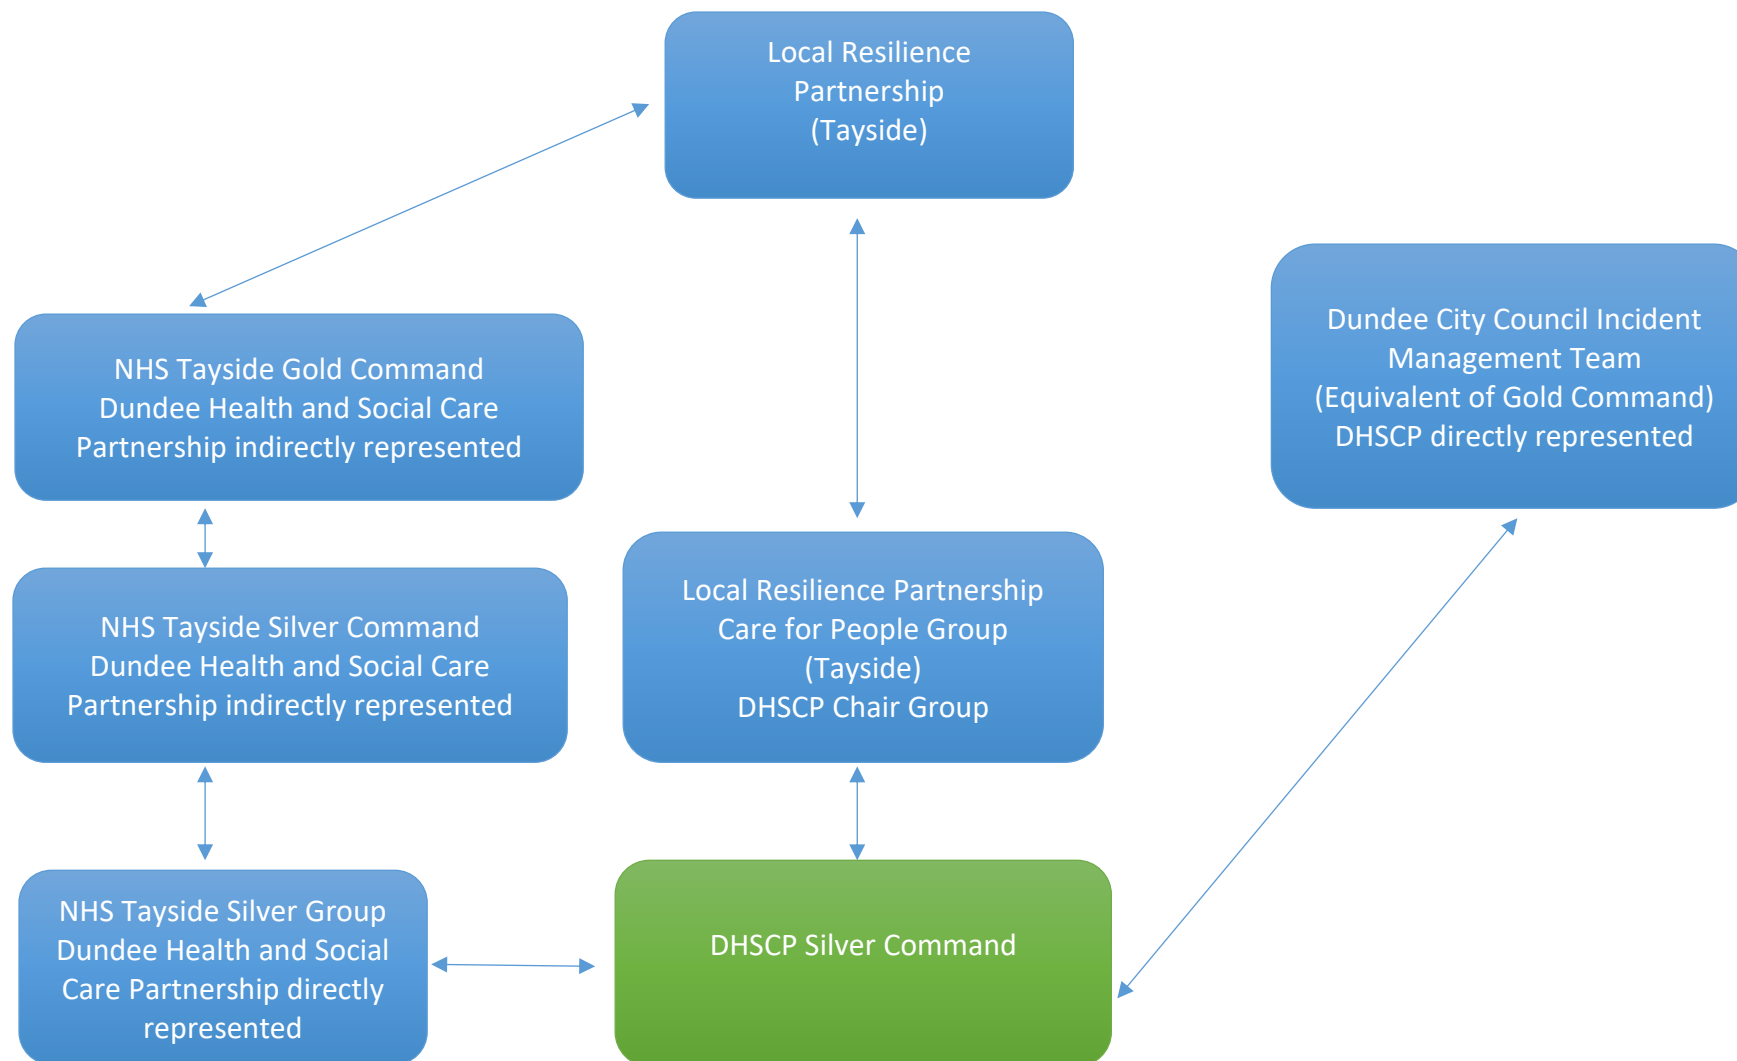 Local Resilience
Partnership
(Tayside)
NHS Tayside Gold Command
Dundee Health and Social Care
Partnership indirectly represented
Dundee City Council Incident
Management Team
(Equivalent of Gold Command)
DHSCP directly represented
NHS Tayside Silver Command
Dundee Health and Social Care
Partnership indirectly represented
Local Resilience Partnership
Care for People Group
(Tayside)
DHSCP Chair Group
NHS Tayside Silver Group
Dundee Health and Social
Care Partnership directly
represented
DHSCP Silver Command